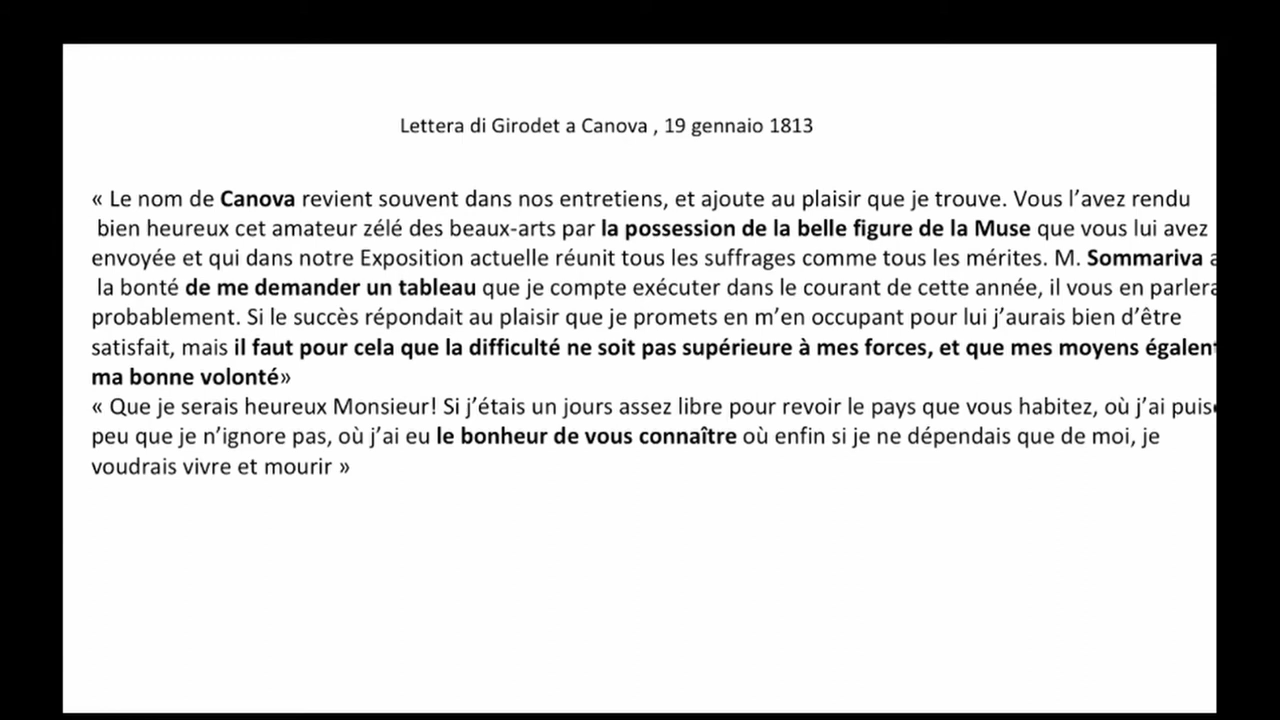 Lettera di Girodet a Canova , 19 gennaio 1813
« Le nom de Canova revient souvent dans nos entretiens, et ajoute au plaisir que je trouve. Vous l’avez rendu
bien heureux cet amateur zélé des beaux-arts par la possession de la belle figure de la Muse que vous lui avez
envoyée et qui dans notre Exposition actuelle réunit tous les suffrages comme tous les mérites. M. Sommariva a
la bonté de me demander un tableau que je compte exécuter dans le courant de cette année, il vous en parlera
probablement. Si le succès répondait au plaisir que je promets en m’en occupant pour lui j’aurais bien d’être
satisfait, mais il faut pour cela que la difficulté ne soit pas supérieure à mes forces, et que mes moyens égalent
ma bonne volonté»
« Que je serais heureux Monsieur! Si j’étais un jours assez libre pour revoir le pays que vous habitez, où j’ai
peu que je n’ignore pas, où j’ai eu le bonheur de vous connaître où enfin si je ne dépendais que de moi, je
voudrais vivre et mourir »